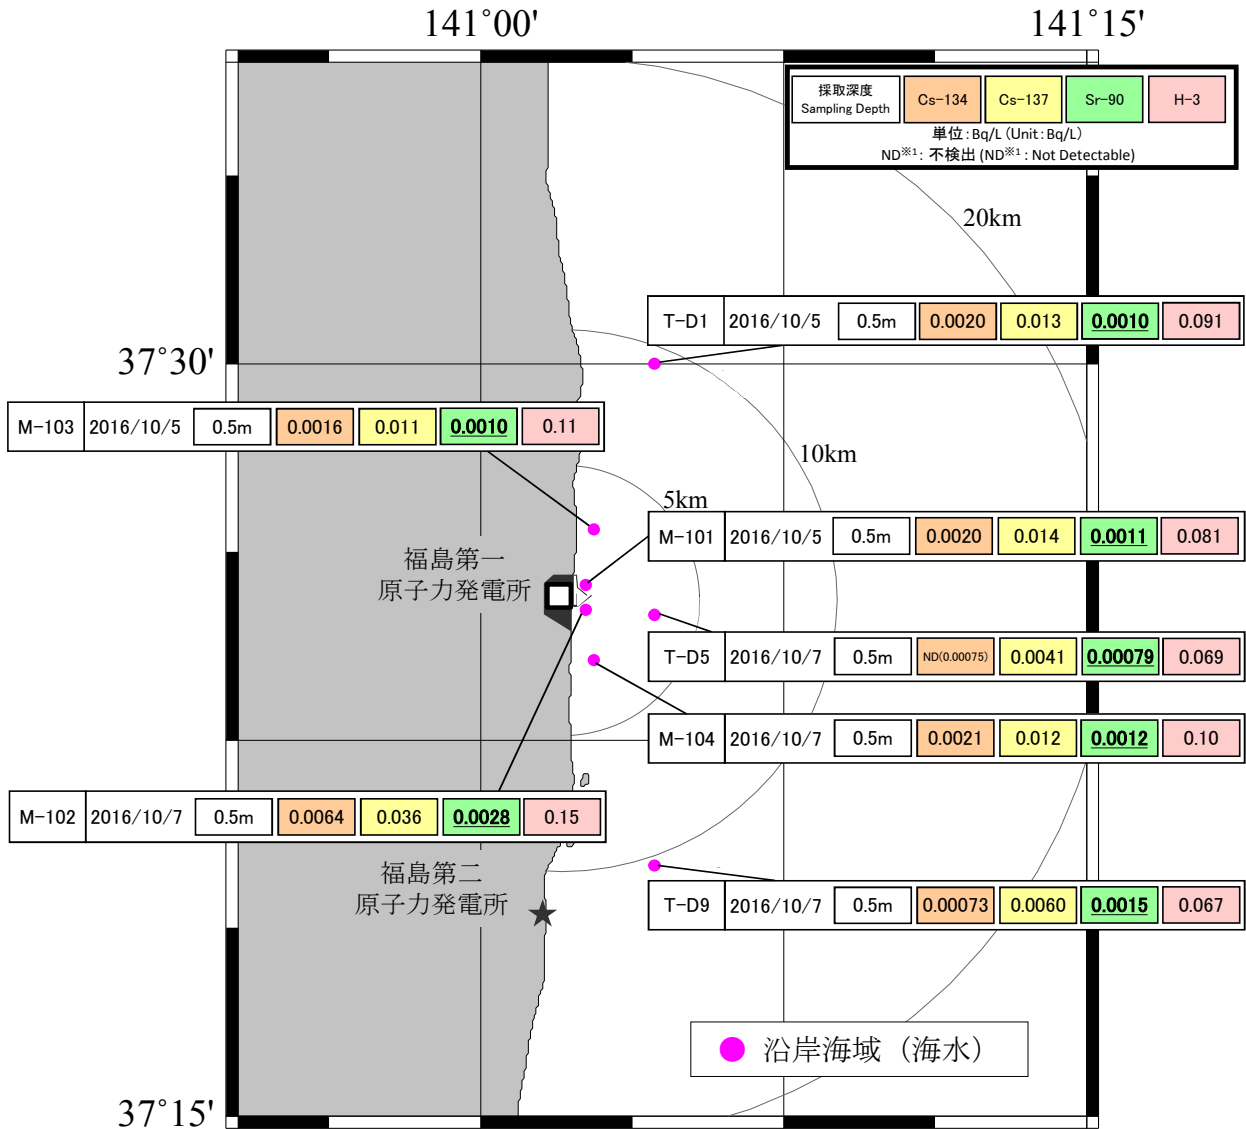 141°00'
141°15'
採取深度
Sampling Depth
Cs-134
Cs-137
Sr-90
H-3
単位:Bq/L (Unit:Bq/L)
ND※1: 不検出 (ND※1 : Not Detectable)
20km
T-D1 2016/10/5 0.5m 0.0020 0.013 0.0010 0.091
37°30'
M-103 2016/10/5 0.5m 0.0016 0.011 0.0010 0.11
10km
5km
M-101 2016/10/5 0.5m 0.0020 0.014 0.0011 0.081
福島第一
原子力発電所
T-D5 2016/10/7 0.5m ND(0.00075) 0.0041 0.00079 0.069
M-104 2016/10/7 0.5m 0.0021 0.012 0.0012 0.10
M-102 2016/10/7 0.5m 0.0064 0.036 0.0028 0.15
福島第二
原子力発電所
T-D9 2016/10/7 0.5m 0.00073 0.0060 0.0015 0.067
沿岸海域（海水）
37°15'